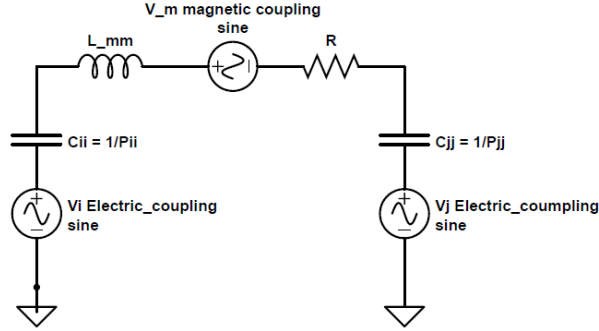 V_m magnetic coupling
sine
L_mm
R
+
Cii = 1/Pii
Cjj = 1/Pjj
Vi Electric_coupling
sine
Vj Electric_coumpling
sine